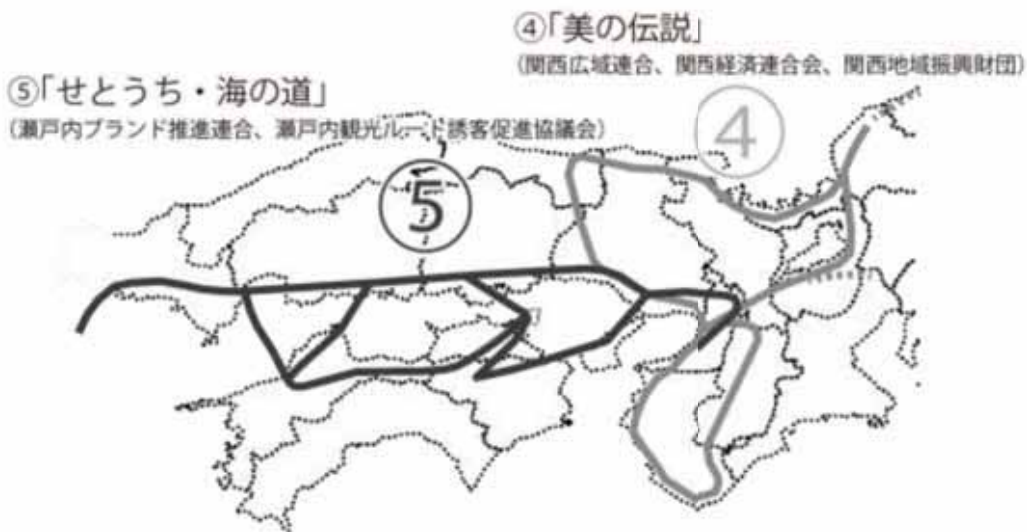 ④「美の伝説」
(関西広域連合、関西経済連合会、関西地域振興財団)
⑤「せとうち・海の道」
(瀬戸内ブランド推進連合、瀬戸内観光ルート誘客促進協議会)
④
⑤